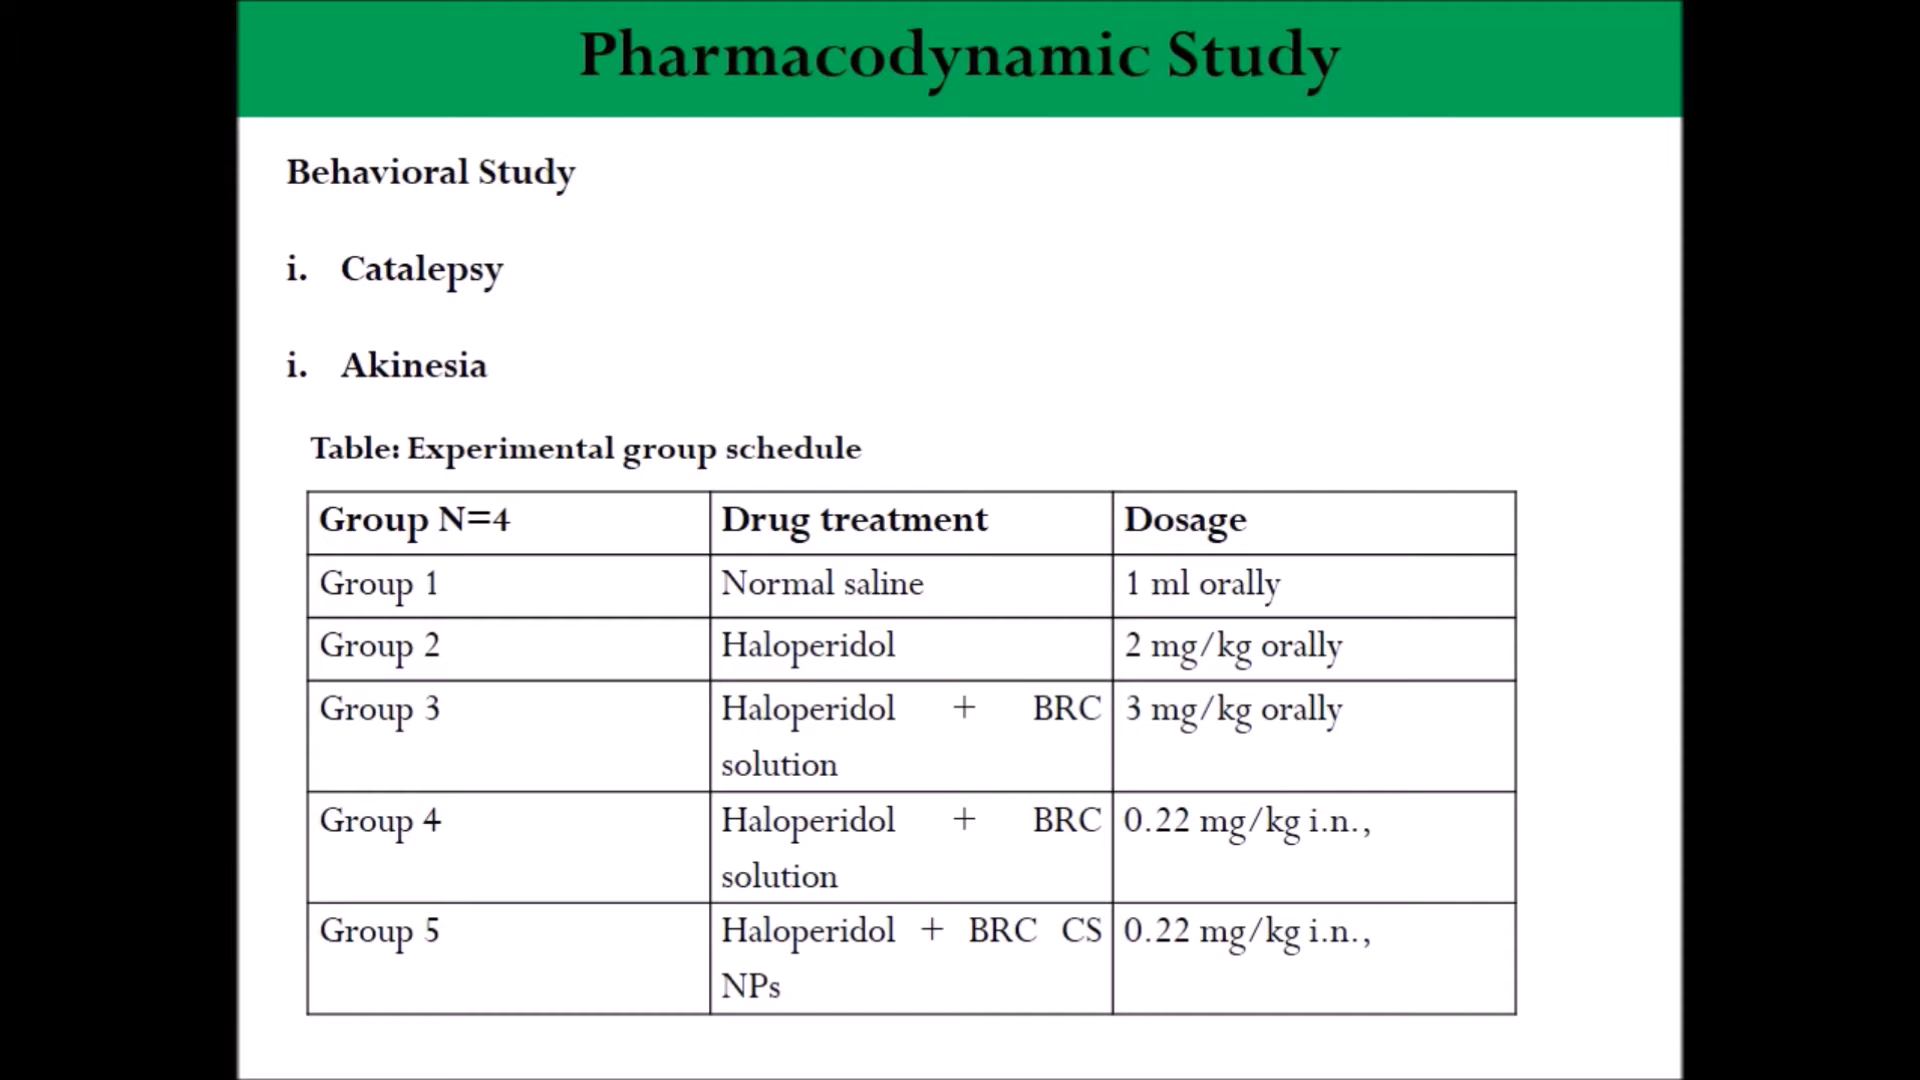 Pharmacodynamic Study
Behavioral Study
i. Catalepsy
i. Akinesia
Table: Experimental group schedule
Group N=4 Drug treatment Dosage
Group 1 Normal saline 1 ml orally
Group 2 Haloperidol 2 mg/kg orally
Group 3 Haloperidol + BRC 3 mg/kg orally
solution
Group 4 Haloperidol + BRC 0.22 mg/kg i.n.,
solution
Group 5 Haloperidol + BRC CS 0.22 mg/kg i.n.,
NPs